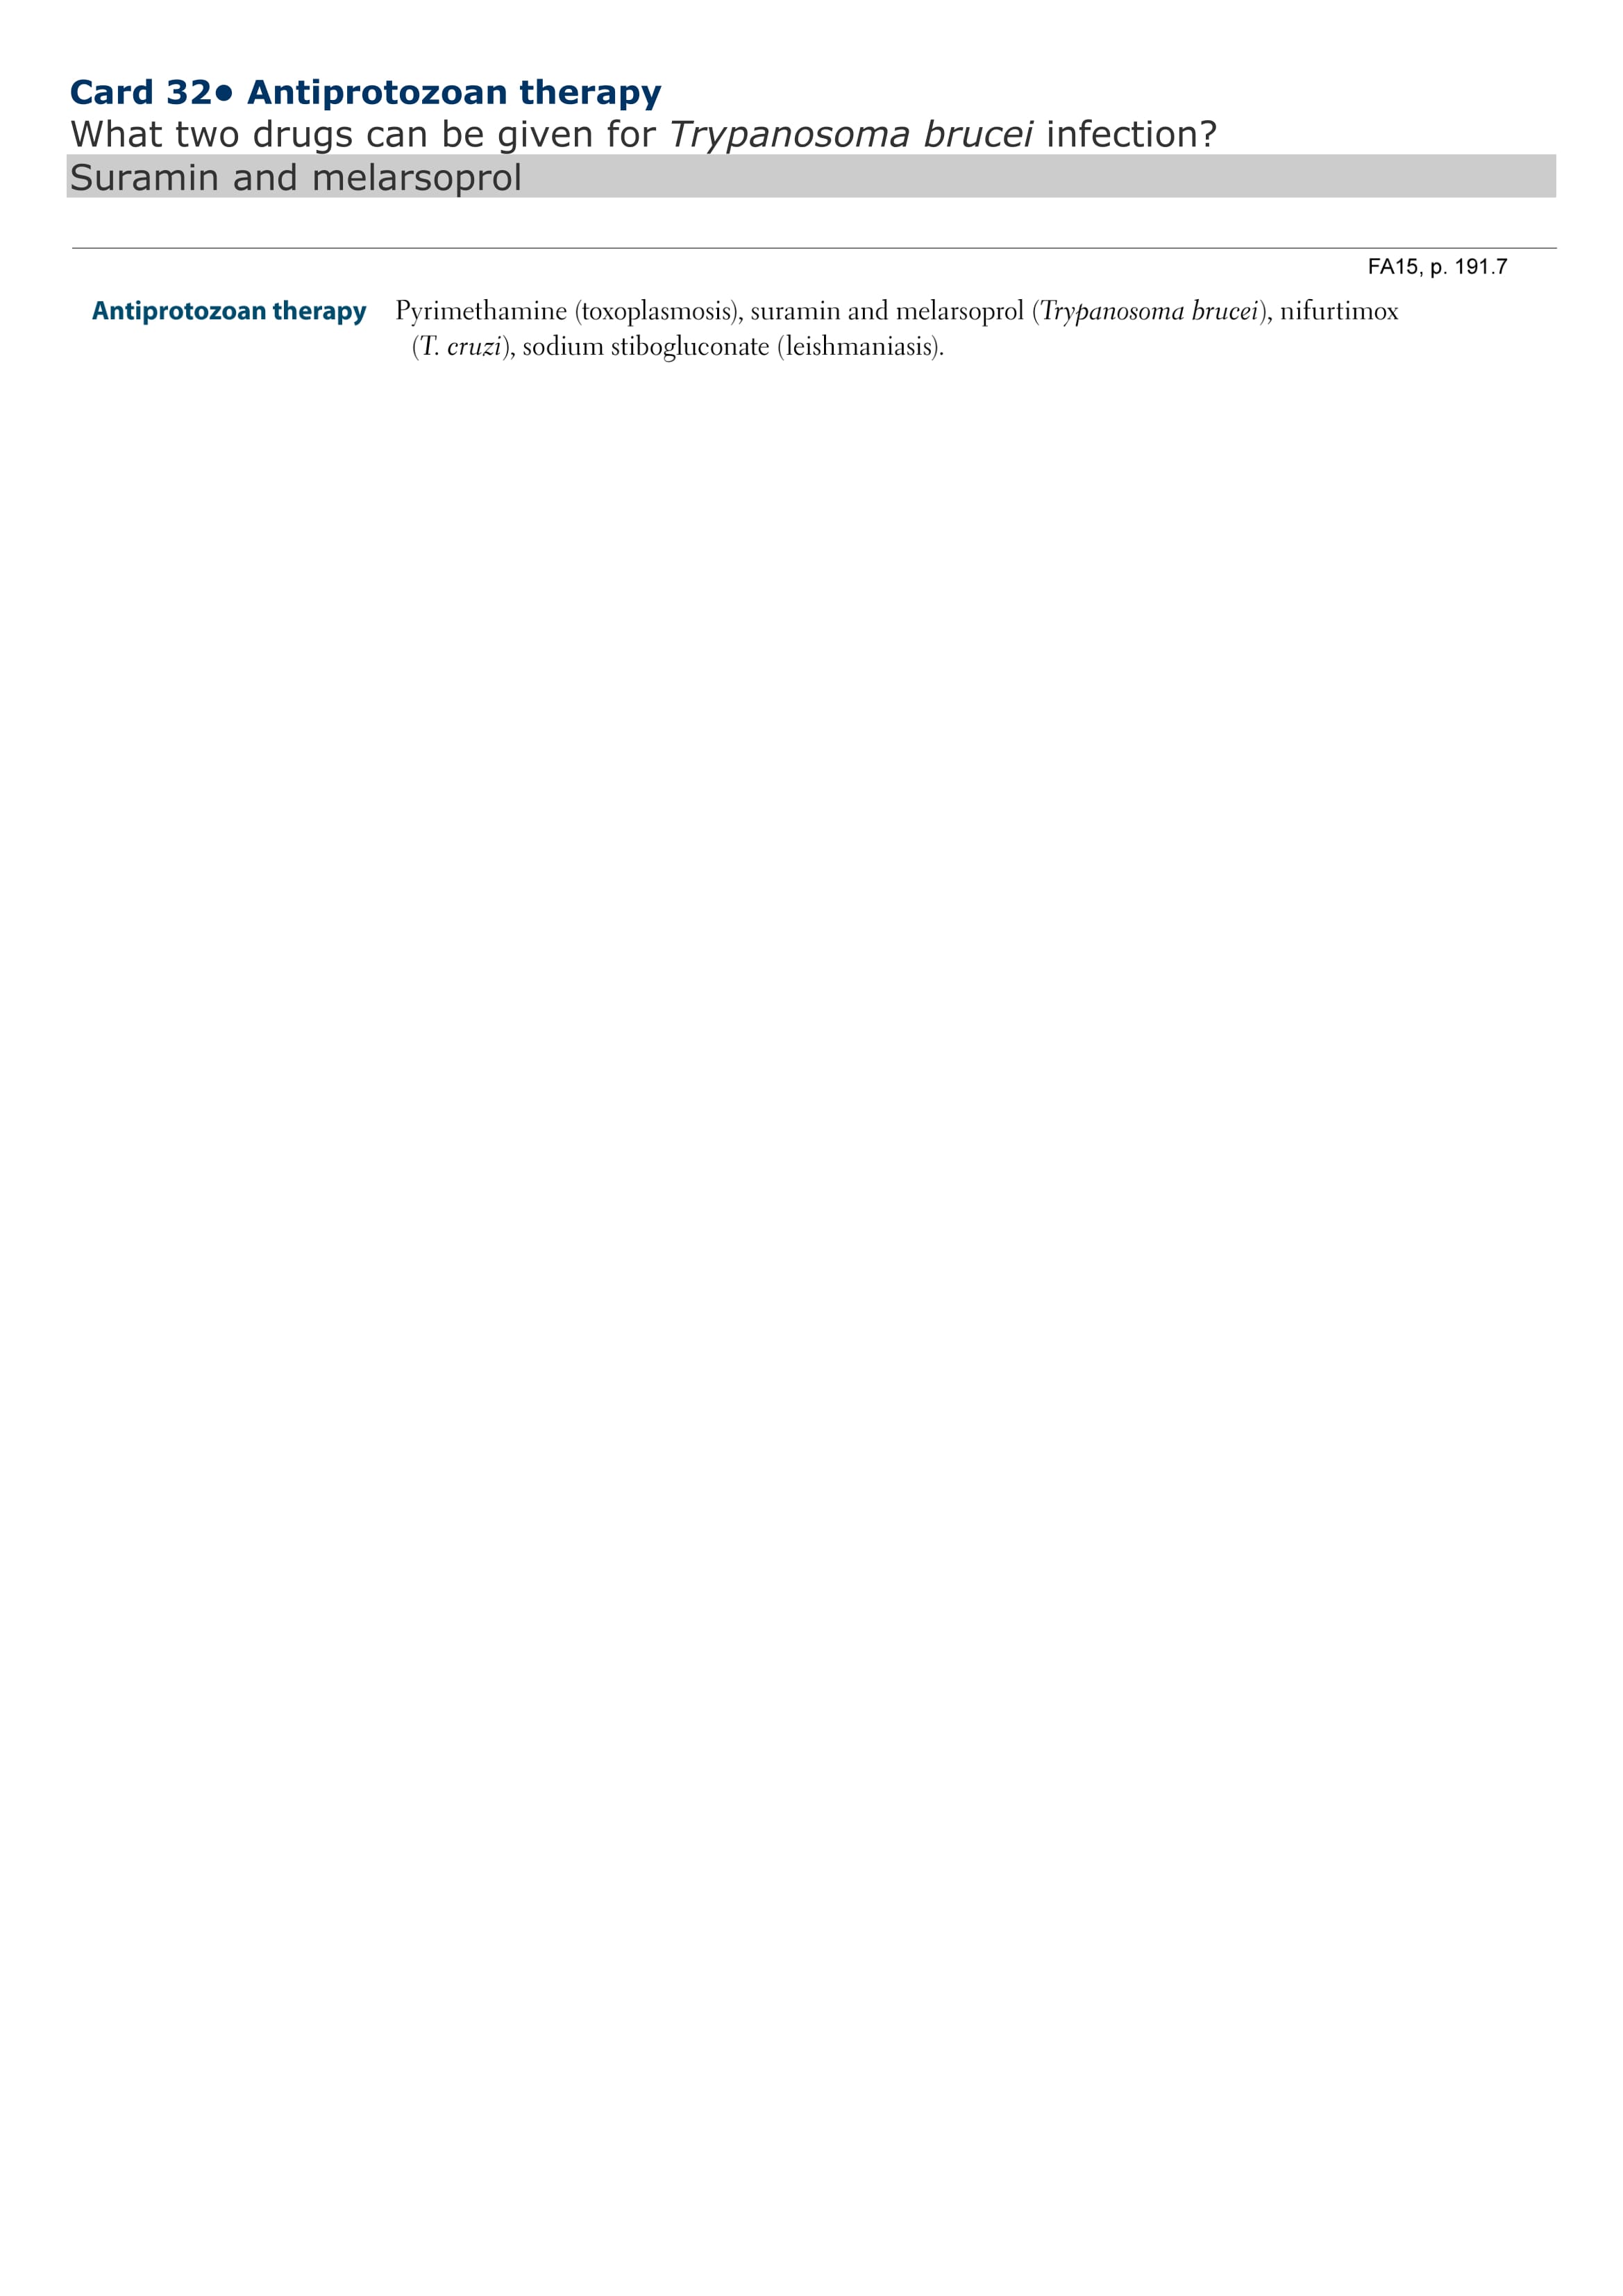 Card 32• Antiprotozoan therapy
What two drugs can be given for Trypanosoma brucei infection?
Suramin and melarsoprol
FA15, p. 191.7
Antiprotozoan therapy Pyrimethamine (toxoplasmosis), suramin and melarsoprol (Trypanosoma brucei), nifurtimox
(T. cruzi), sodium stibogluconate (leishmaniasis).